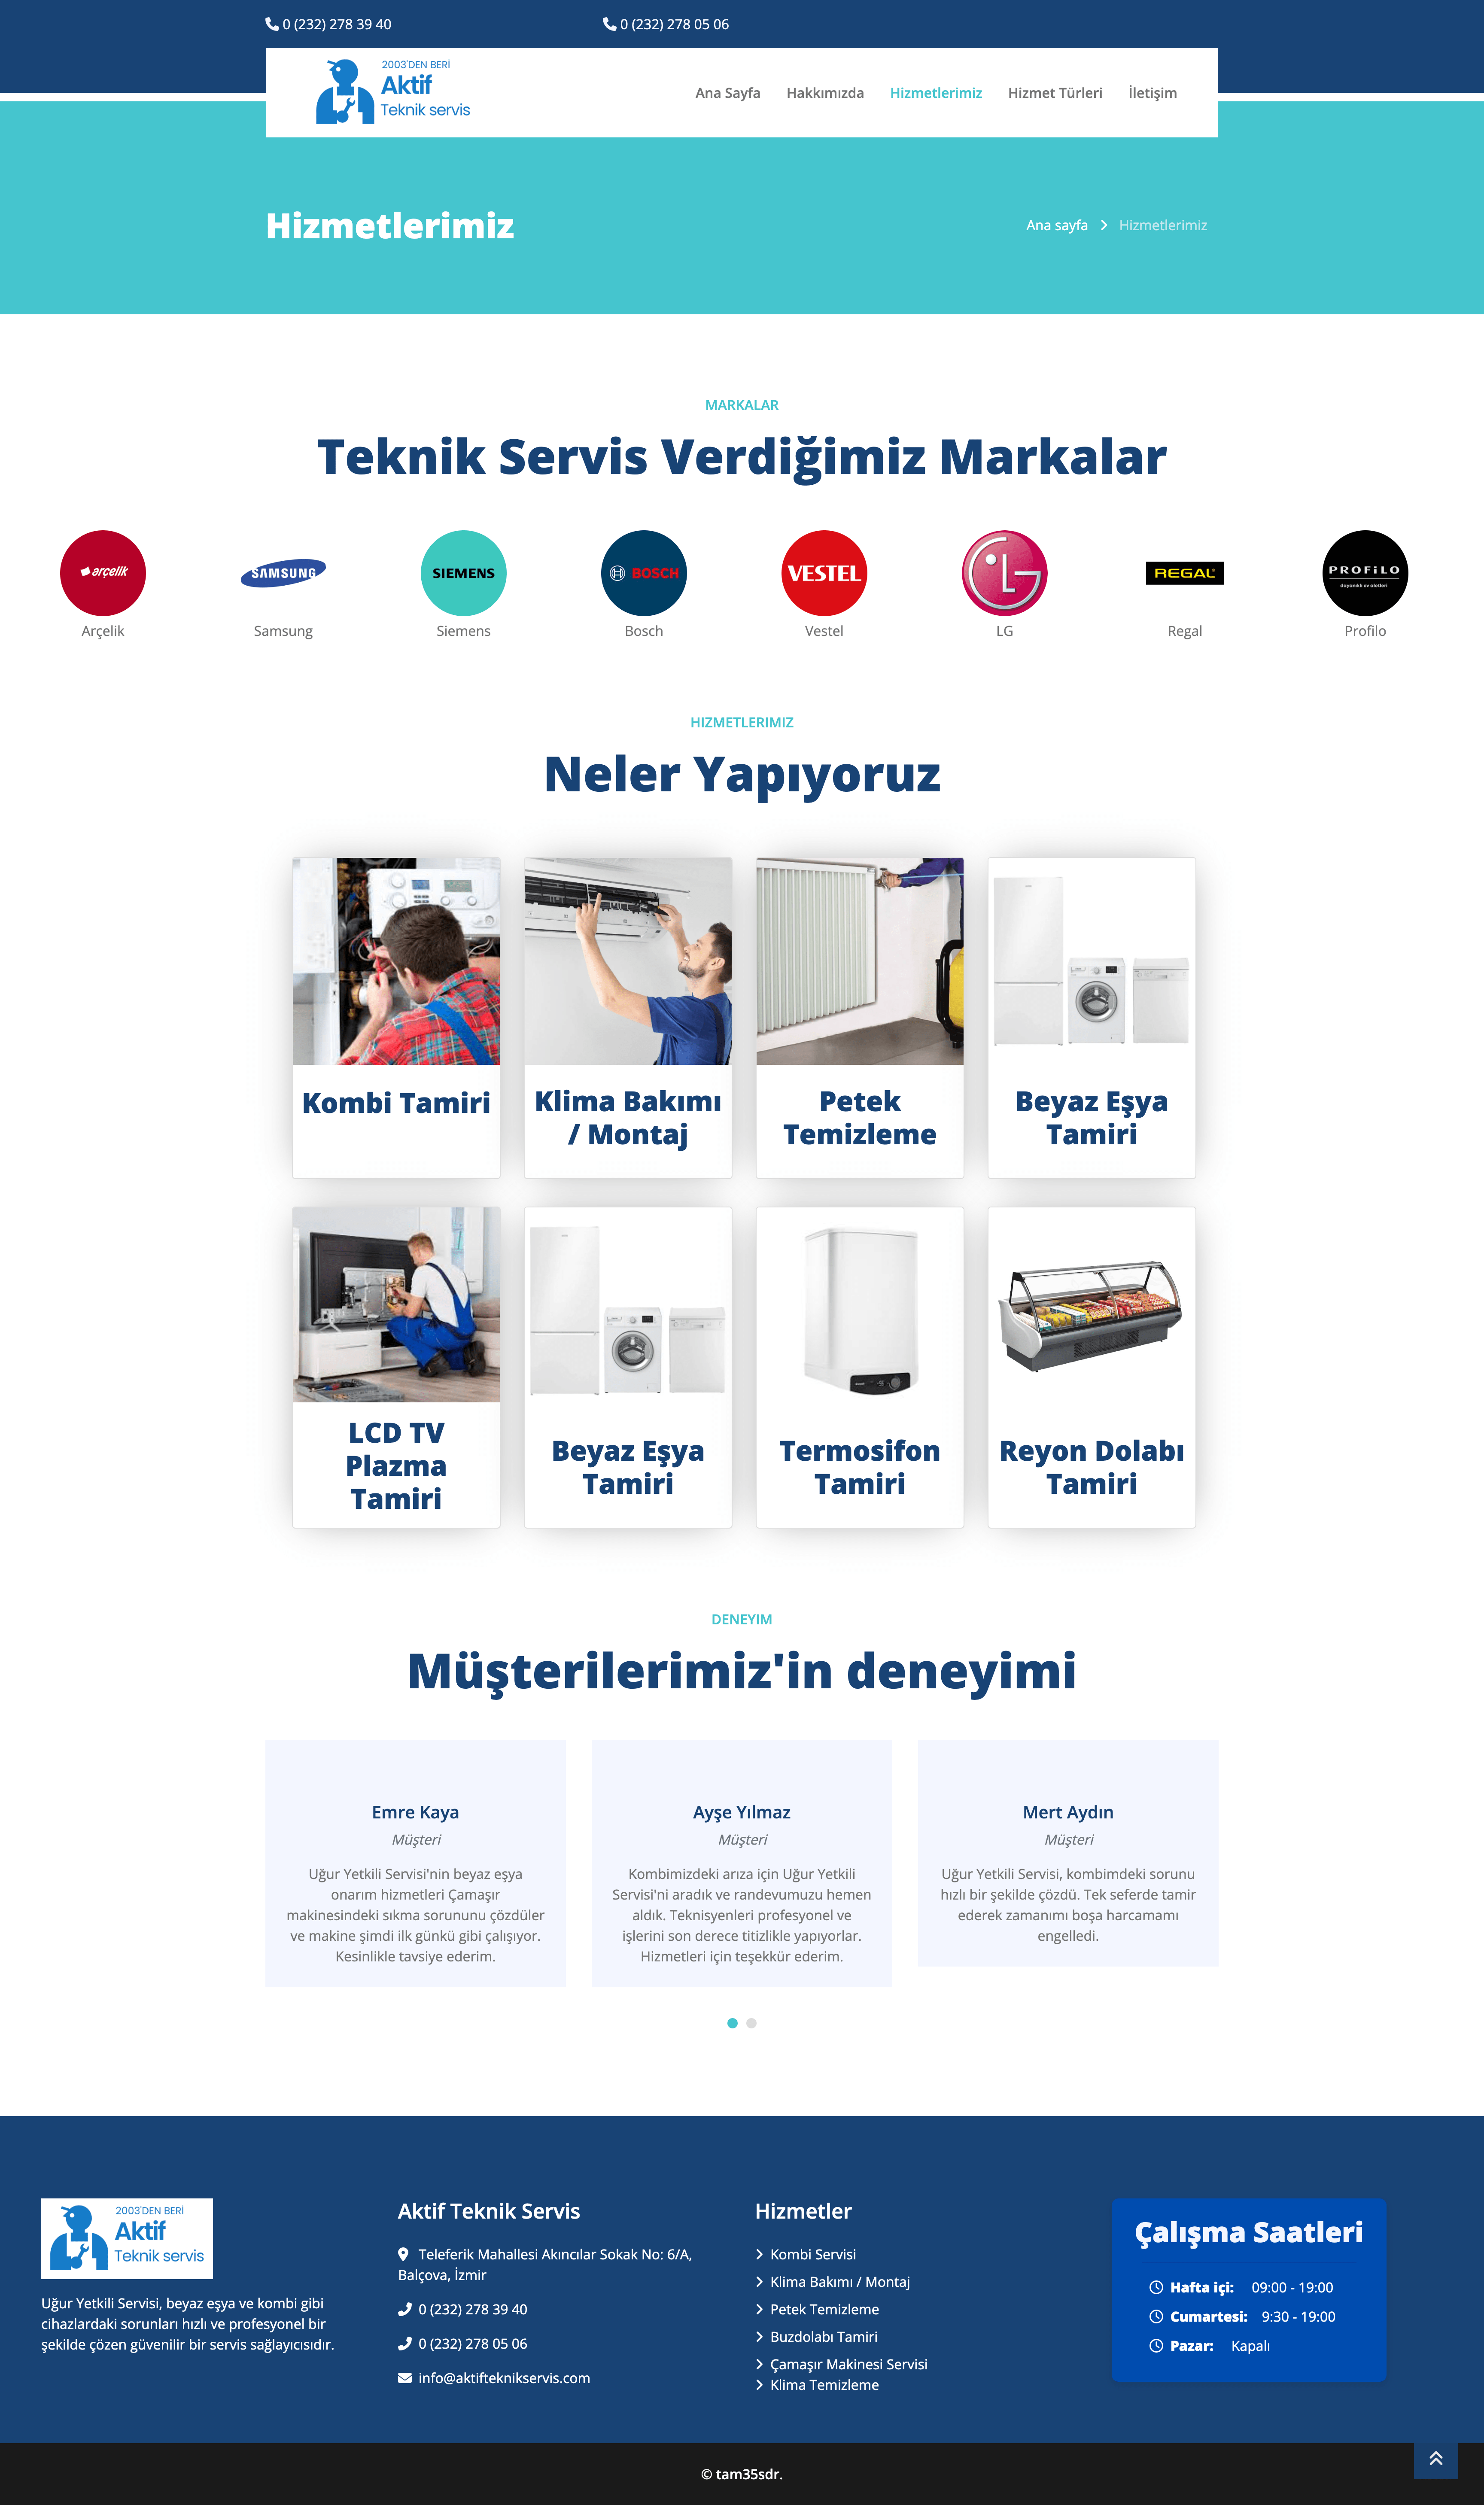 0 (232) 278 39 40
0 (232) 278 05 06
2003'DEN BERİ
Aktif
Teknik servis
Ana Sayfa
Hakkımızda
Hizmetlerimiz
Hizmet Türleri
İletişim
Hizmetlerimiz
Ana sayfa
Hizmetlerimiz
MARKALAR
Teknik Servis Verdiğimiz Markalar
arçelik
SAMSUNG
SIEMENS
BOSCH
VESTEL
LG
REGAL
PROFiLO
dayanıklı ev aletleri
Arçelik
Samsung
Siemens
Bosch
Vestel
LG
Regal
Profilo
HIZMETLERIMIZ
Neler Yapıyoruz
Kombi Tamiri
Klima Bakımı
/ Montaj
Petek
Temizleme
Beyaz Eşya
Tamiri
LCD TV
Plazma
Tamiri
Beyaz Eşya
Tamiri
Termosifon
Tamiri
Reyon Dolabı
Tamiri
DENEYIM
Müşterilerimiz'in deneyimi
Emre Kaya
Müşteri
Uğur Yetkili Servisi'nin beyaz eşya
onarım hizmetleri Çamaşır
makinesindeki sıkma sorununu çözdüler
ve makine şimdi ilk günkü gibi çalışıyor.
Kesinlikle tavsiye ederim.
Ayşe Yılmaz
Müşteri
Kombimizdeki arıza için Uğur Yetkili
Servisi'ni aradık ve randevumuzu hemen
aldık. Teknisyenleri profesyonel ve
işlerini son derece titizlikle yapıyorlar.
Hizmetleri için teşekkür ederim.
Mert Aydın
Müşteri
Uğur Yetkili Servisi, kombimdeki sorunu
hızlı bir şekilde çözdü. Tek seferde tamir
ederek zamanımı boşa harcamamı
engelledi.
2003'DEN BERİ
Aktif
Teknik servis
Uğur Yetkili Servisi, beyaz eşya ve kombi gibi
cihazlardaki sorunları hızlı ve profesyonel bir
şekilde çözen güvenilir bir servis sağlayıcısıdır.
Aktif Teknik Servis
Teleferik Mahallesi Akıncılar Sokak No: 6/A,
Balçova, İzmir
0 (232) 278 39 40
0 (232) 278 05 06
info@aktifteknikservis.com
Hizmetler
Kombi Servisi
Klima Bakımı / Montaj
Petek Temizleme
Buzdolabı Tamiri
Çamaşır Makinesi Servisi
Klima Temizleme
Çalışma Saatleri
Hafta içi: 09:00 - 19:00
Cumartesi: 9:30 - 19:00
Pazar: Kapalı
© tam35sdr.